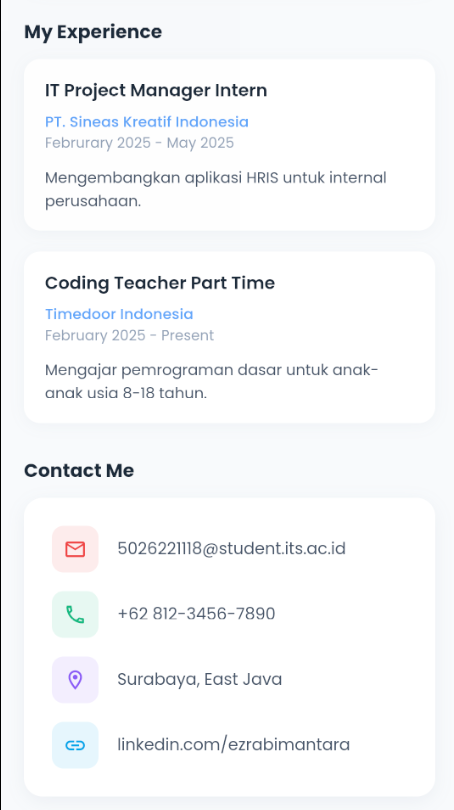 My Experience
IT Project Manager Intern
PT. Sineas Kreatif Indonesia
Februrary 2025 - May 2025
Mengembangkan aplikasi HRIS untuk internal
perusahaan.
Coding Teacher Part Time
Timedoor Indonesia
February 2025 - Present
Mengajar pemrograman dasar untuk anak-
anak usia 8-18 tahun.
Contact Me
5026221118@student.its.ac.id
+62 812-3456-7890
Surabaya, East Java
linkedin.com/ezrabimantara